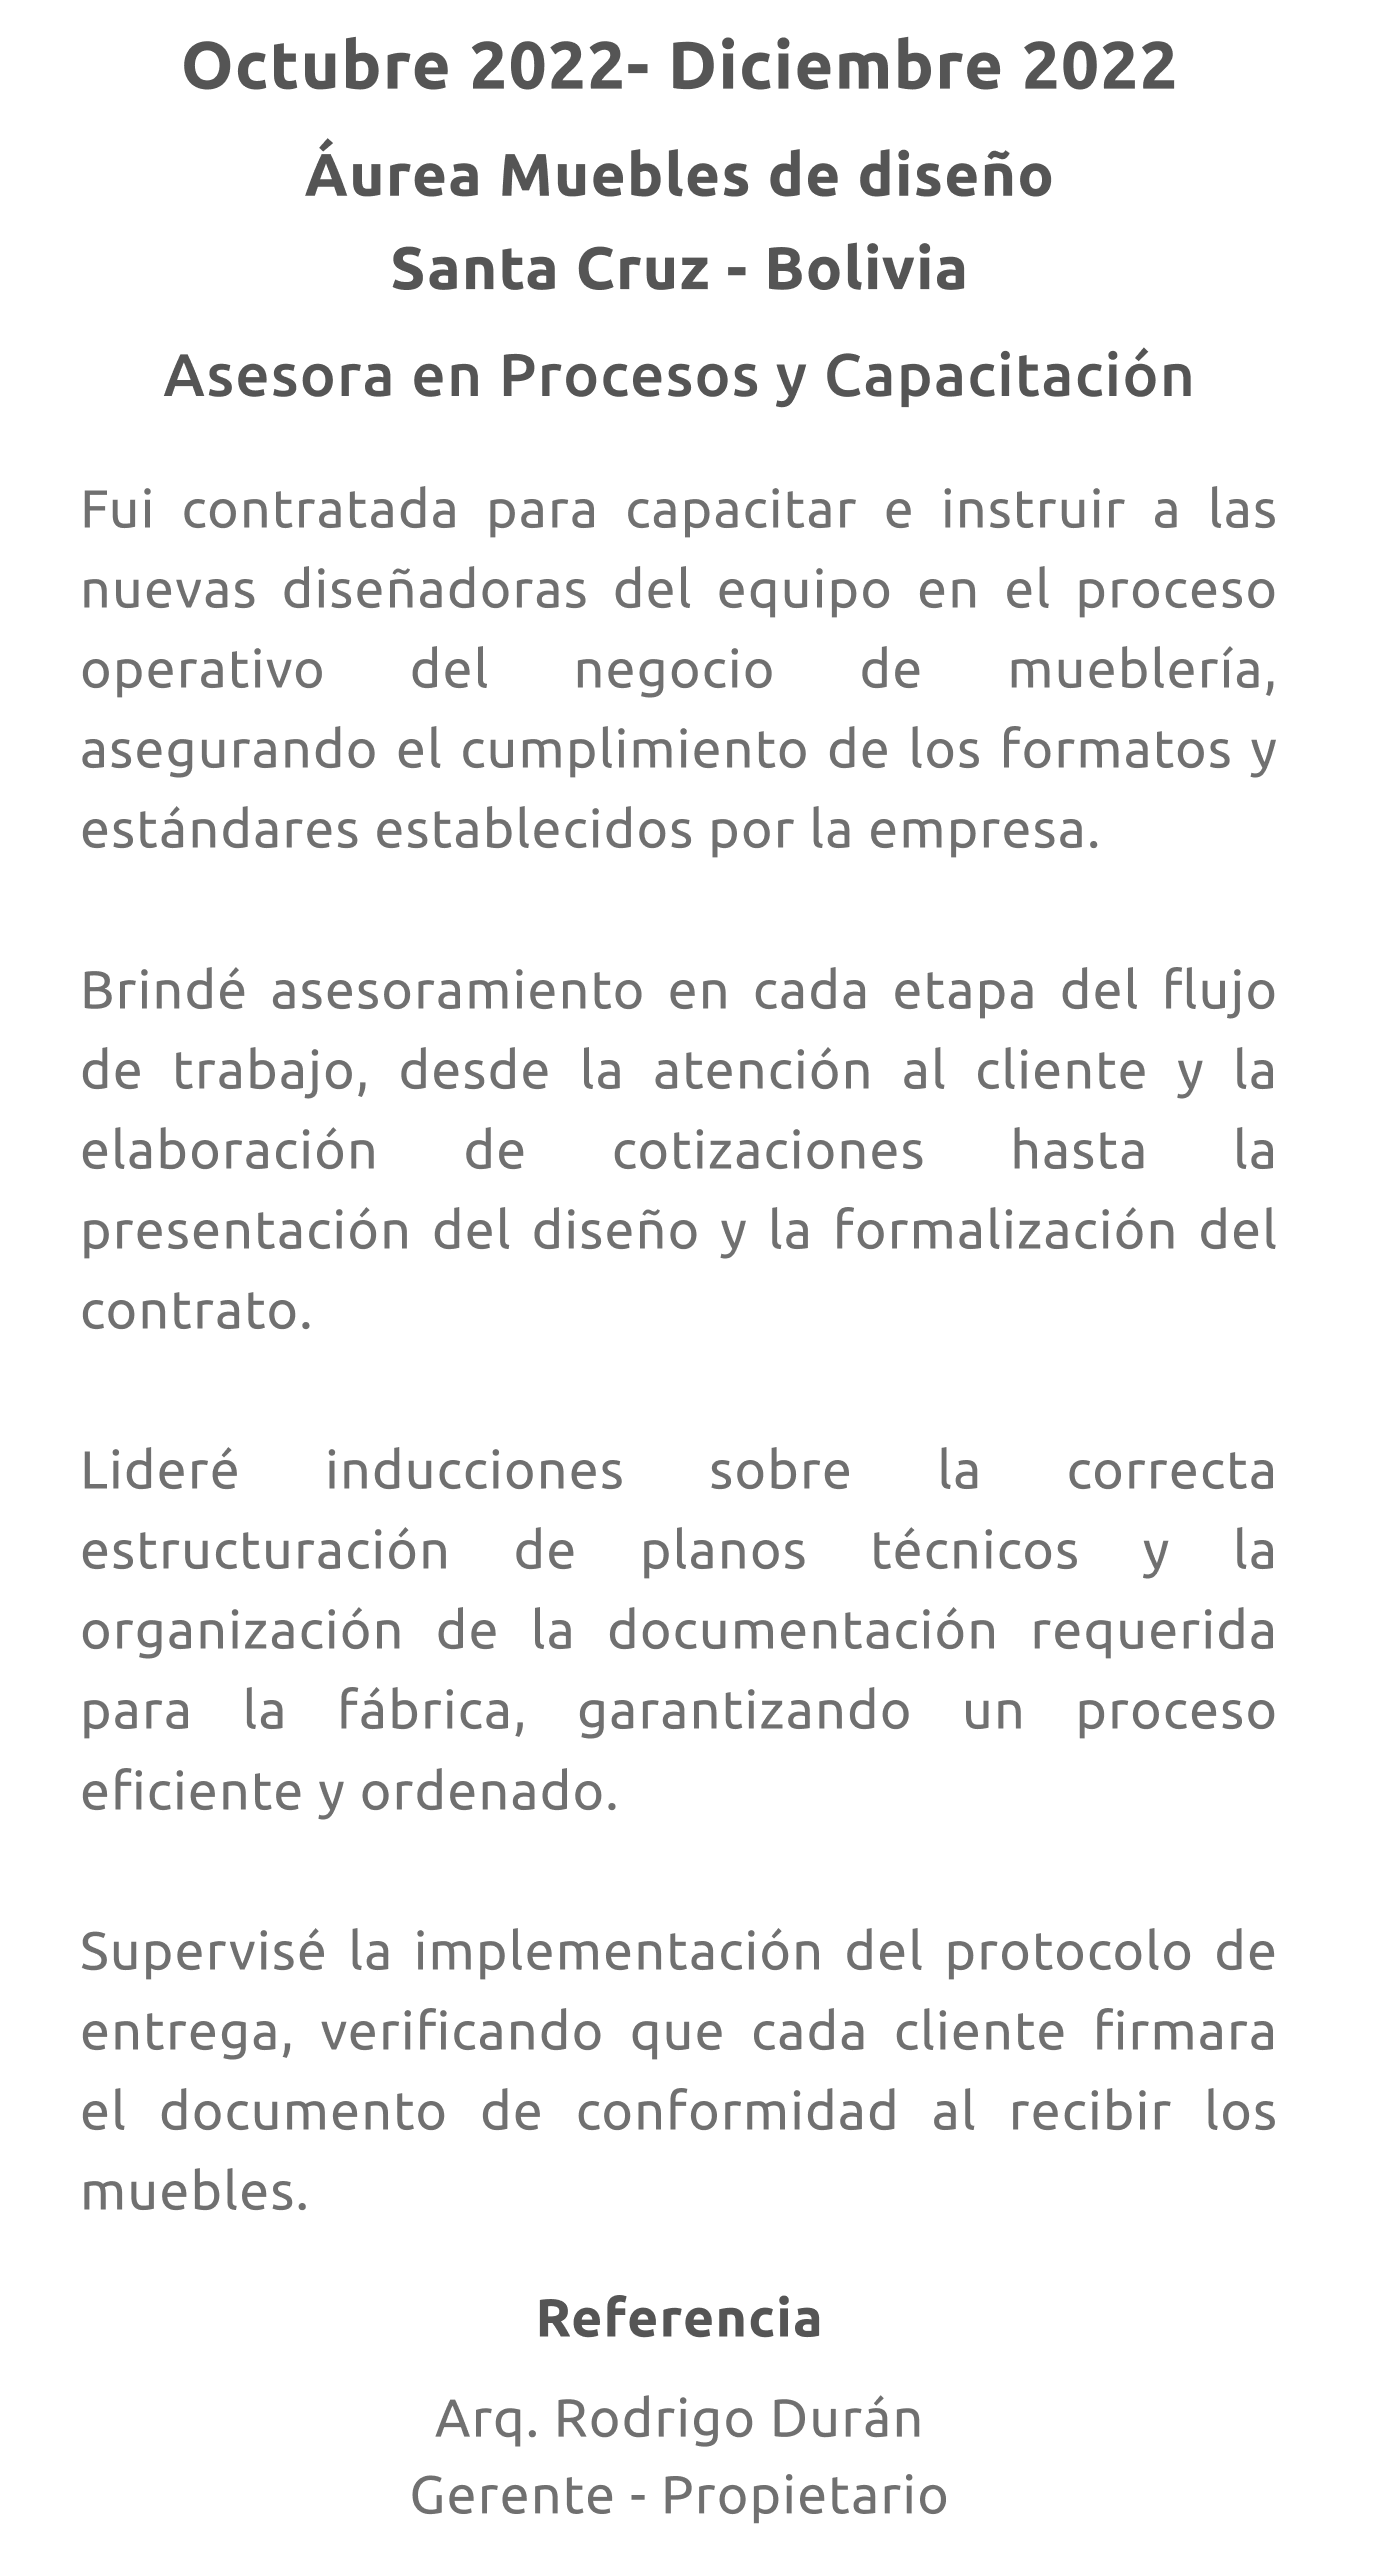 Octubre 2022- Diciembre 2022
Áurea Muebles de diseño
Santa Cruz - Bolivia
Asesora en Procesos y Capacitación
Fui contratada para capacitar e instruir a las
nuevas diseñadoras del equipo en el proceso
operativo del negocio de mueblería,
asegurando el cumplimiento de los formatos y
estándares establecidos por la empresa.
Brindé asesoramiento en cada etapa del flujo
de trabajo, desde la atención al cliente y la
elaboración de cotizaciones hasta la
presentación del diseño y la formalización del
contrato.
Lideré inducciones sobre la correcta
estructuración de planos técnicos y la
organización de la documentación requerida
para la fábrica, garantizando un proceso
eficiente y ordenado.
Supervisé la implementación del protocolo de
entrega, verificando que cada cliente firmara
el documento de conformidad al recibir los
muebles.
Referencia
Arq. Rodrigo Durán
Gerente - Propietario